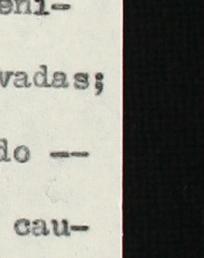 eni-
vadas;
do --
cau-